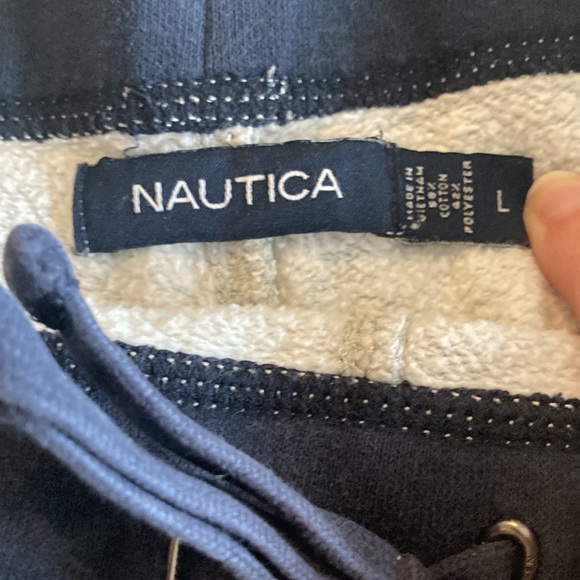 NAUTICA
MADE IN
VIETNAM
58%
COTTON
42%
POLYESTER
L